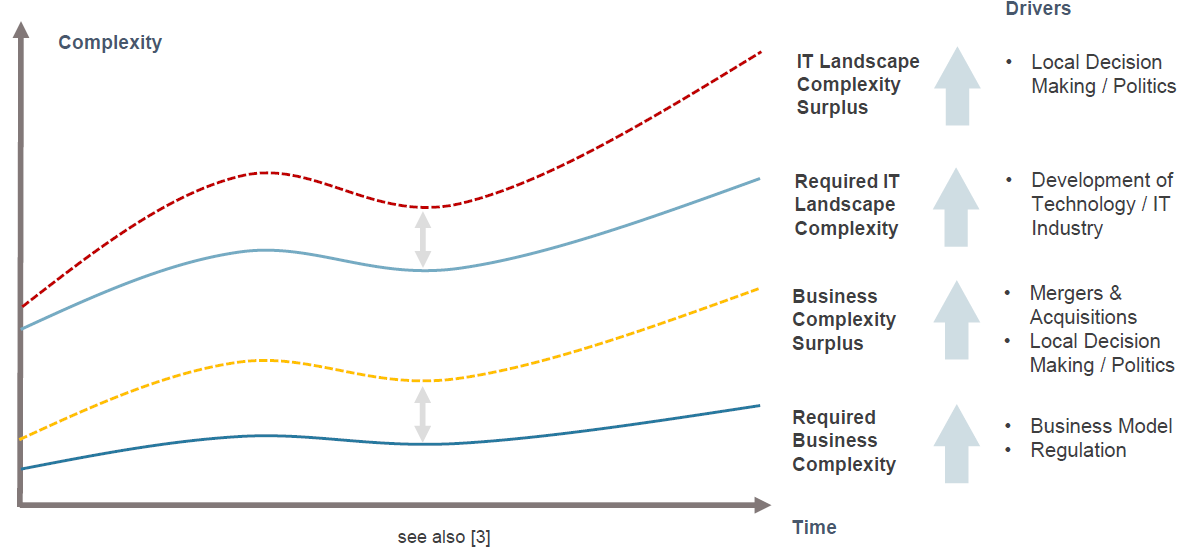 Drivers
Complexity
IT Landscape
Complexity
Surplus
• Local Decision
Making / Politics
Required IT
Landscape
Complexity
• Development of
Technology / IT
Industry
Business
Complexity
Surplus
• Mergers &
Acquisitions
• Local Decision
Making / Politics
Required
Business
Complexity
• Business Model
• Regulation
Time
see also [3]